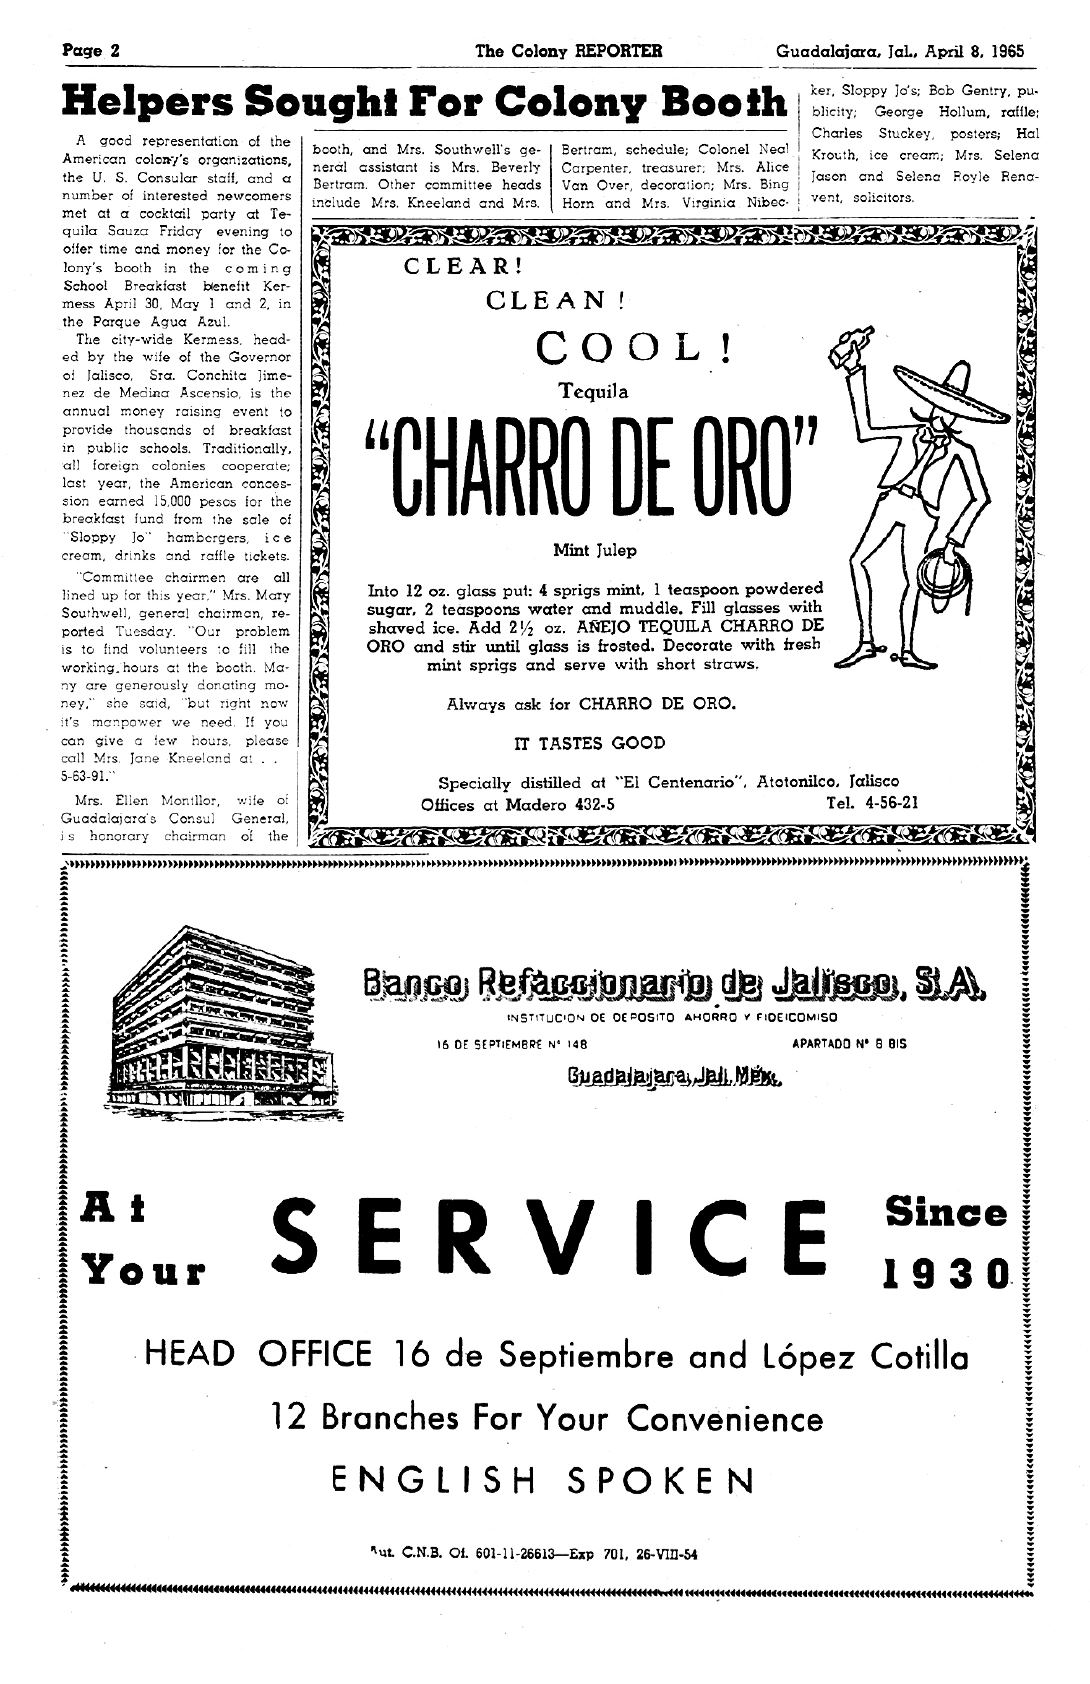 Page 2
The Colony REPORTER
Guadalajara, Jal., April 8, 1965
Helpers Sought For Colony Booth
A good representation of the
American colony's organizations,
the U. S. Consular staff, and a
number of interested newcomers
met at a cocktail party at Te-
quila Sauza Friday evening to
offer time and money for the Co-
lony's booth in the coming
School Breakfast benefit Ker-
mess April 30, May 1 and 2, in
the Parque Agua Azul.
The city-wide Kermess, head-
ed by the wife of the Governor
of Jalisco, Sra. Conchita Jime-
nez de Medina Ascensio, is the
annual money raising event to
provide thousands of breakfast
in public schools. Traditionally,
all foreign colonies cooperate;
last year, the American conces-
sion earned 15,000 pesos for the
breakfast fund from the sale of
"Sloppy Jo" hambergers, ice
cream, drinks and raffle tickets.
"Committee chairmen are all
lined up for this year," Mrs. Mary
Southwell, general chairman, re-
ported Tuesday. "Our problem
is to find volunteers to fill the
working hours at the booth. Ma-
ny are generously donating mo-
ney," she said, "but right now
it's manpower we need. If you
can give a few hours, please
call Mrs. Jane Kneeland at . .
5-63-91."
Mrs. Ellen Montllor, wife of
Guadalajara's Consul General,
is honorary chairman of the
booth, and Mrs. Southwell's ge-
neral assistant is Mrs. Beverly
Bertram. Other committee heads
include Mrs. Kneeland and Mrs.
Bertram, schedule; Colonel Neal
Carpenter, treasurer; Mrs. Alice
Van Over, decoration; Mrs. Bing
Horn and Mrs. Virginia Nibec-
ker, Sloppy Jo's; Bob Gentry, pu-
blicity; George Hollum, raffle;
Charles Stuckey, posters; Hal
Krouth, ice cream; Mrs. Selena
Jason and Selena Royle Rena-
vent, solicitors.
CLEAR!
CLEAN!
COOL!
Tequila
"CHARRO DE ORO"
Mint Julep
Into 12 oz. glass put: 4 sprigs mint, 1 teaspoon powdered
sugar, 2 teaspoons water and muddle. Fill glasses with
shaved ice. Add 2½ oz. AÑEJO TEQUILA CHARRO DE
ORO and stir until glass is frosted. Decorate with fresh
mint sprigs and serve with short straws.
Always ask for CHARRO DE ORO.
IT TASTES GOOD
Specially distilled at "El Centenario", Atotonilco, Jalisco
Offices at Madero 432-5 Tel. 4-56-21
Banco Refaccionario de Jalisco, S.A.
INSTITUCION DE DEPOSITO AHORRO Y FIDEICOMISO
16 DE SEPTIEMBRE N° 148 APARTADO N° 8 BIS
Guadalajara, Jal. Méx.
At
Your
SERVICE
Since
1930
HEAD OFFICE 16 de Septiembre and López Cotilla
12 Branches For Your Convenience
ENGLISH SPOKEN
Aut. C.N.B. Of. 601-11-26613—Exp 701, 26-VIII-54